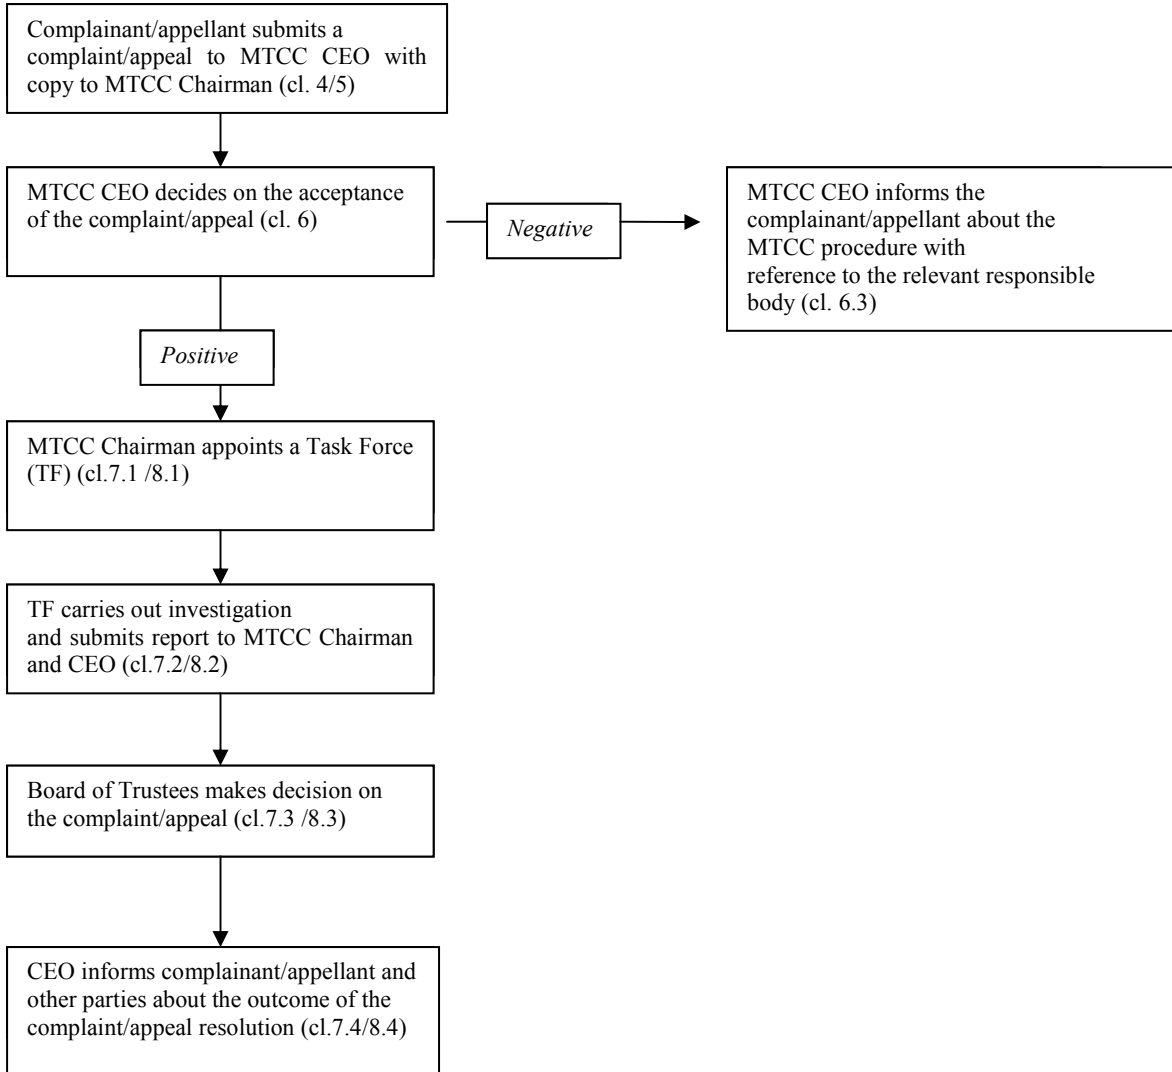 Complainant/appellant submits a
complaint/appeal to MTCC CEO with
copy to MTCC Chairman (cl. 4/5)
MTCC CEO decides on the acceptance
of the complaint/appeal (cl. 6)
Negative
MTCC CEO informs the
complainant/appellant about the
MTCC procedure with
reference to the relevant responsible
body (cl. 6.3)
Positive
MTCC Chairman appoints a Task Force
(TF) (cl.7.1 /8.1)
TF carries out investigation
and submits report to MTCC Chairman
and CEO (cl.7.2/8.2)
Board of Trustees makes decision on
the complaint/appeal (cl.7.3 /8.3)
CEO informs complainant/appellant and
other parties about the outcome of the
complaint/appeal resolution (cl.7.4/8.4)